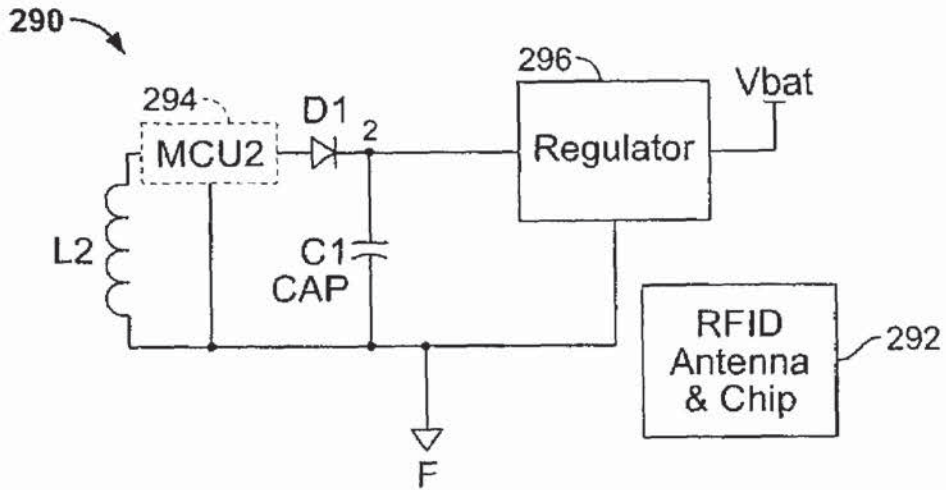 290
294
MCU2
D1
2
296
Regulator
Vbat
L2
C1
CAP
RFID
Antenna
& Chip
292
F